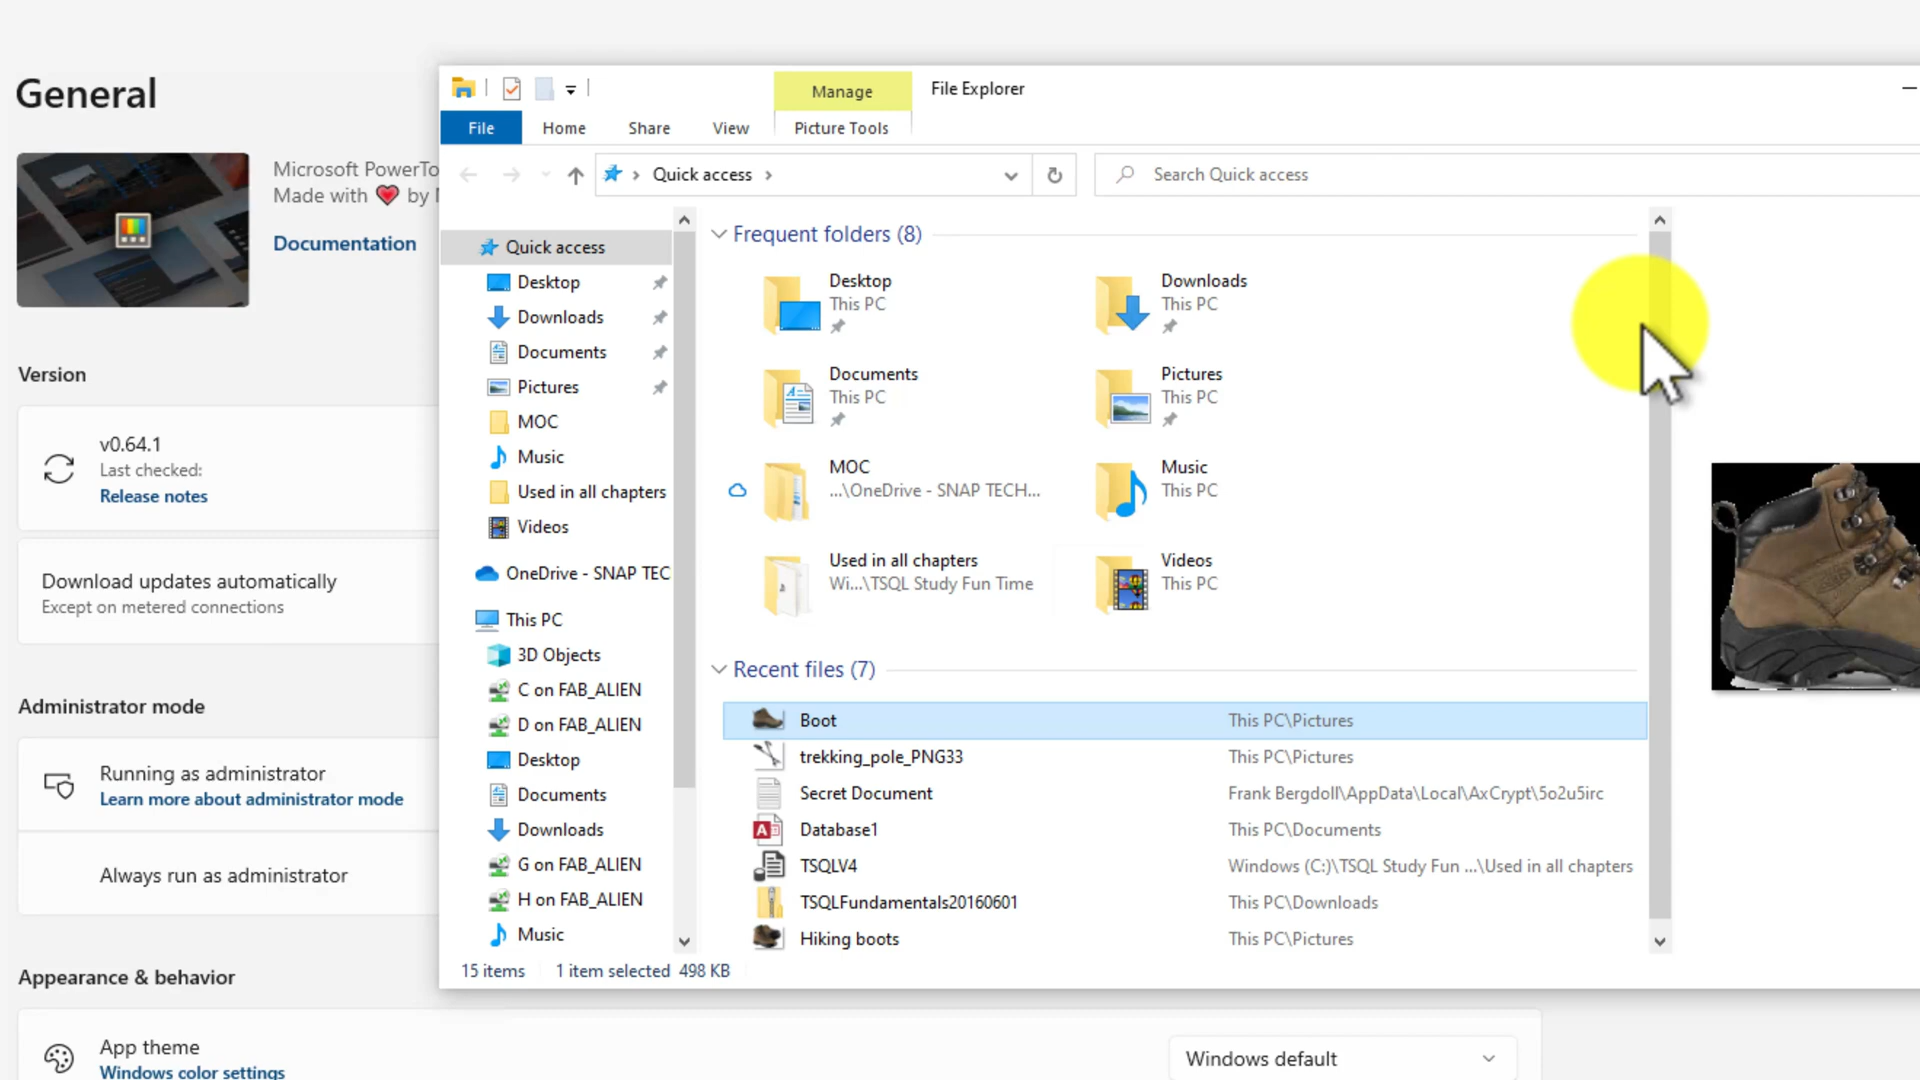 General
Microsoft PowerTo
Made with ❤ by
Documentation
Version
v0.64.1
Last checked:
Release notes
Download updates automatically
Except on metered connections
Administrator mode
Running as administrator
Learn more about administrator mode
Always run as administrator
Appearance & behavior
App theme
Windows color settings
Windows default
Manage
File Explorer
File
Home
Share
View
Picture Tools
Quick access
Search Quick access
Quick access
Desktop
Downloads
Documents
Pictures
MOC
Music
Used in all chapters
Videos
OneDrive - SNAP TEC
This PC
3D Objects
C on FAB_ALIEN
D on FAB_ALIEN
Desktop
Documents
Downloads
G on FAB_ALIEN
H on FAB_ALIEN
Music
Frequent folders (8)
Desktop
This PC
Downloads
This PC
Documents
This PC
Pictures
This PC
MOC
...\OneDrive - SNAP TECH...
Music
This PC
Used in all chapters
Wi...\TSQL Study Fun Time
Videos
This PC
Recent files (7)
Boot This PC\Pictures
trekking_pole_PNG33 This PC\Pictures
Secret Document Frank Bergdoll\AppData\Local\AxCrypt\5o2u5irc
Database1 This PC\Documents
TSQLV4 Windows (C:)\TSQL Study Fun ...\Used in all chapters
TSQLFundamentals20160601 This PC\Downloads
Hiking boots This PC\Pictures
15 items 1 item selected 498 KB